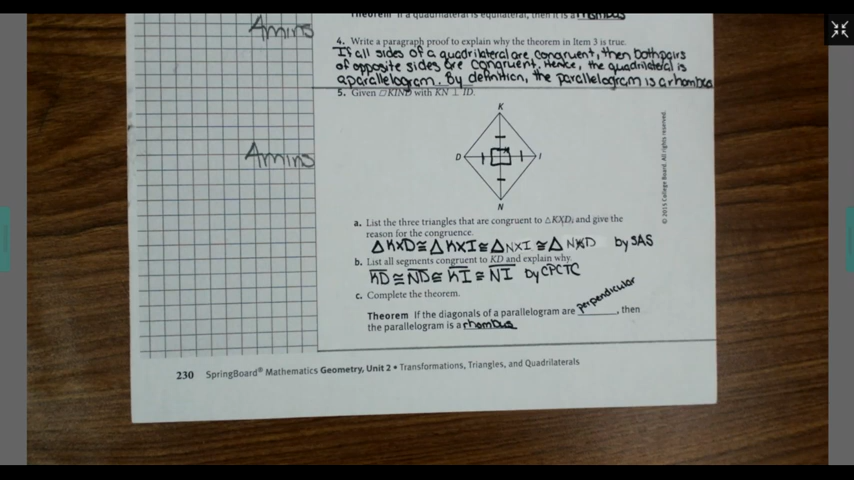 Theorem If a quadrilateral is equilateral, then it is a rhombus
4 mins
4. Write a paragraph proof to explain why the theorem in Item 3 is true.
If all sides of a quadrilateral are congruent, then both pairs
of opposite sides are congruent. Hence, the quadrilateral is
a parallelogram. By definition, the parallelogram is a rhombus
5. Given ▱KIND with KN ⊥ ID.
K
4 mins
D
X
I
N
© 2015 College Board. All rights reserved.
a. List the three triangles that are congruent to △KXD, and give the
reason for the congruence.
△KXD ≅ △KXI ≅ △NXI ≅ △NXD by SAS
b. List all segments congruent to KD and explain why.
KD ≅ ND ≅ KI ≅ NI by CPCTC
c. Complete the theorem.
Theorem If the diagonals of a parallelogram are perpendicular, then
the parallelogram is a rhombus
230 SpringBoard® Mathematics Geometry, Unit 2 • Transformations, Triangles, and Quadrilaterals